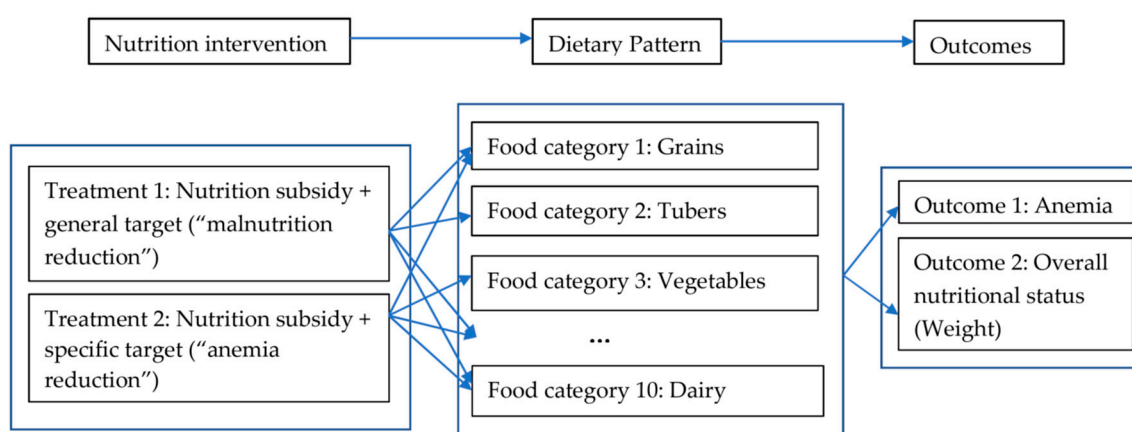 Nutrition intervention
Dietary Pattern
Outcomes
Treatment 1: Nutrition subsidy +
general target (“malnutrition
reduction”)
Treatment 2: Nutrition subsidy +
specific target (“anemia
reduction”)
Food category 1: Grains
Food category 2: Tubers
Food category 3: Vegetables
...
Food category 10: Dairy
Outcome 1: Anemia
Outcome 2: Overall
nutritional status
(Weight)